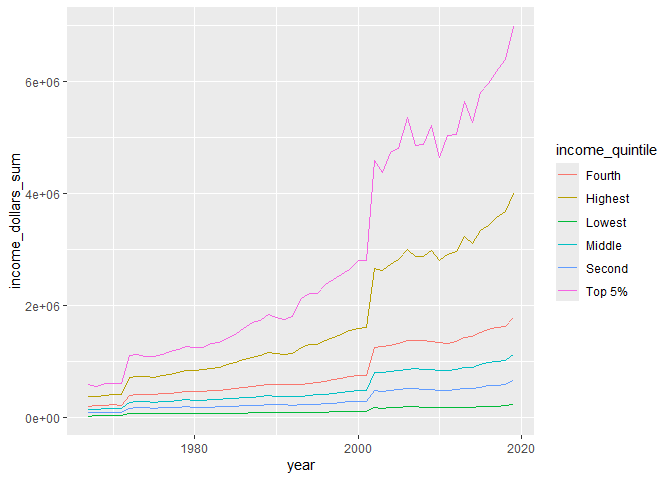 income_dollars_sum
6e+06
4e+06
2e+06
0e+00
1980
2000
2020
year
income_quintile
Fourth
Highest
Lowest
Middle
Second
Top 5%